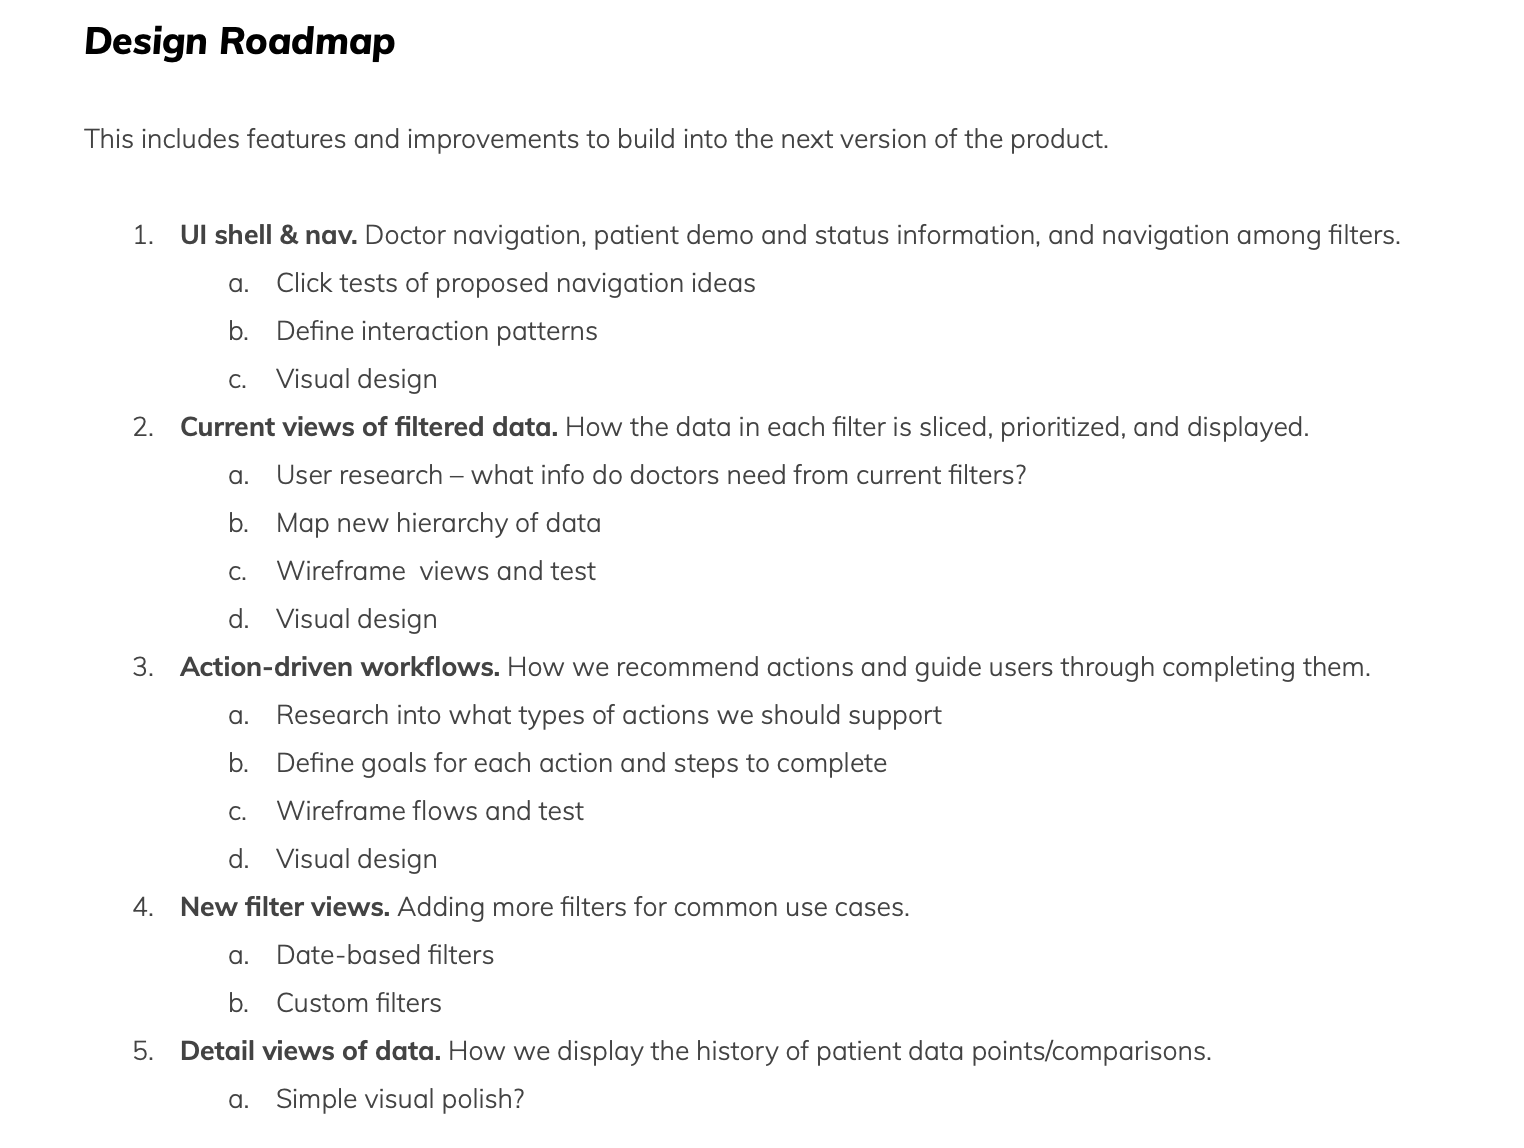 Design Roadmap
This includes features and improvements to build into the next version of the product.
1. UI shell & nav. Doctor navigation, patient demo and status information, and navigation among filters.
a. Click tests of proposed navigation ideas
b. Define interaction patterns
c. Visual design
2. Current views of filtered data. How the data in each filter is sliced, prioritized, and displayed.
a. User research – what info do doctors need from current filters?
b. Map new hierarchy of data
c. Wireframe  views and test
d. Visual design
3. Action-driven workflows. How we recommend actions and guide users through completing them.
a. Research into what types of actions we should support
b. Define goals for each action and steps to complete
c. Wireframe flows and test
d. Visual design
4. New filter views. Adding more filters for common use cases.
a. Date-based filters
b. Custom filters
5. Detail views of data. How we display the history of patient data points/comparisons.
a. Simple visual polish?